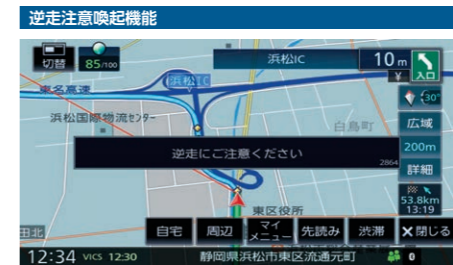 逆走注意喚起機能
切替
85/100
浜松IC
10m
¥
入口
浜松IC
東名高速
30°
浜松国際物流センター
白鳥町
広域
逆走にご注意ください
2864
200m
詳細
53.8km
13:19
東区役所
自宅
周辺
マイ
メニュー
先読み
渋滞
×閉じる
12:34 VICS 12:30
静岡県浜松市東区流通元町
0